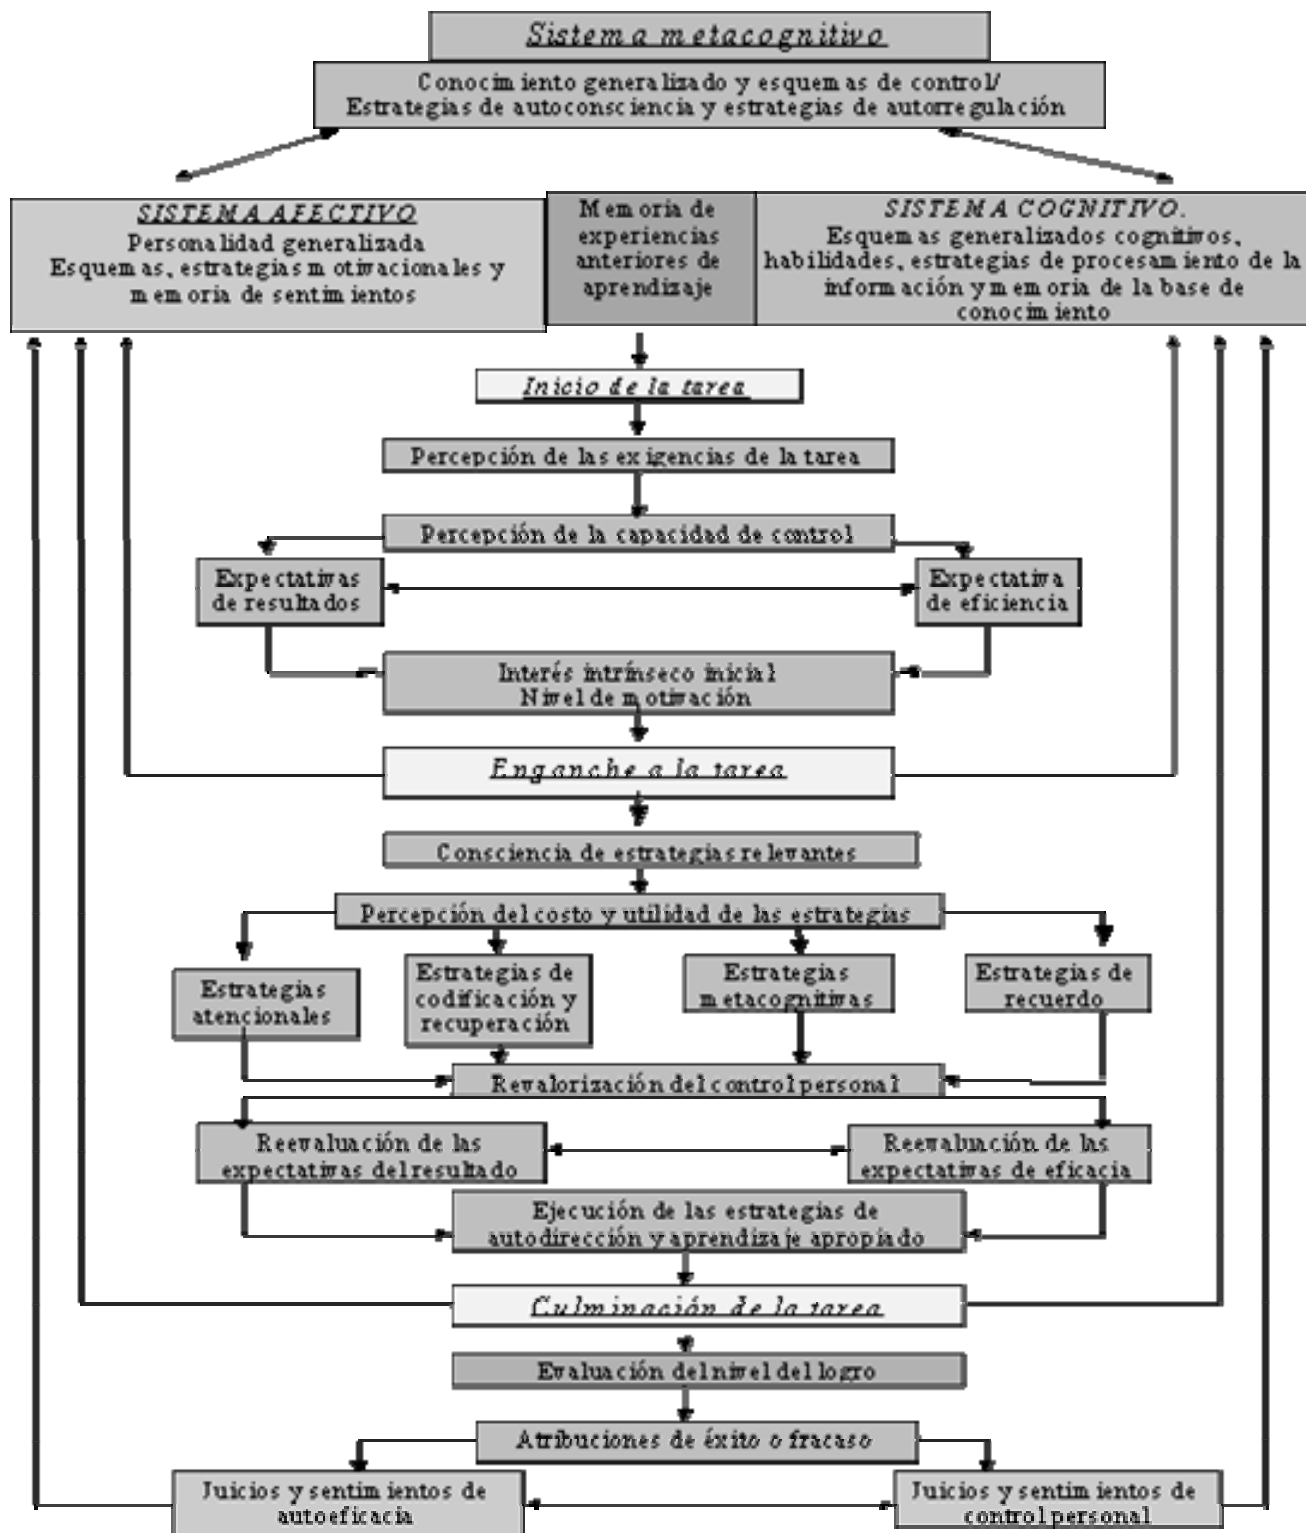 Sistema metacognitivo
Conocimiento generalizado y esquemas de control/
Estrategias de autoconsciencia y estrategias de autorregulación
SISTEMA AFECTIVO
Personalidad generalizada
Esquemas, estrategias motivacionales y
memoria de sentimientos
Memoria de
experiencias
anteriores de
aprendizaje
SISTEMA COGNITIVO.
Esquemas generalizados cognitivos,
habilidades, estrategias de procesamiento de la
información y memoria de la base de
conocimiento
Inicio de la tarea
Percepción de las exigencias de la tarea
Percepción de la capacidad de control
Expectativas
de resultados
Expectativa
de eficiencia
Interés intrínseco inicial
Nivel de motivación
Enganche a la tarea
Consciencia de estrategias relevantes
Percepción del costo y utilidad de las estrategias
Estrategias
atencionales
Estrategias de
codificación y
recuperación
Estrategias
metacognitivas
Estrategias de
recuerdo
Revalorización del control personal
Reevaluación de las
expectativas del resultado
Reevaluación de las
expectativas de eficacia
Ejecución de las estrategias de
autodirección y aprendizaje apropiado
Culminación de la tarea
Evaluación del nivel del logro
Atribuciones de éxito o fracaso
Juicios y sentimientos de
autoeficacia
Juicios y sentimientos de
control personal